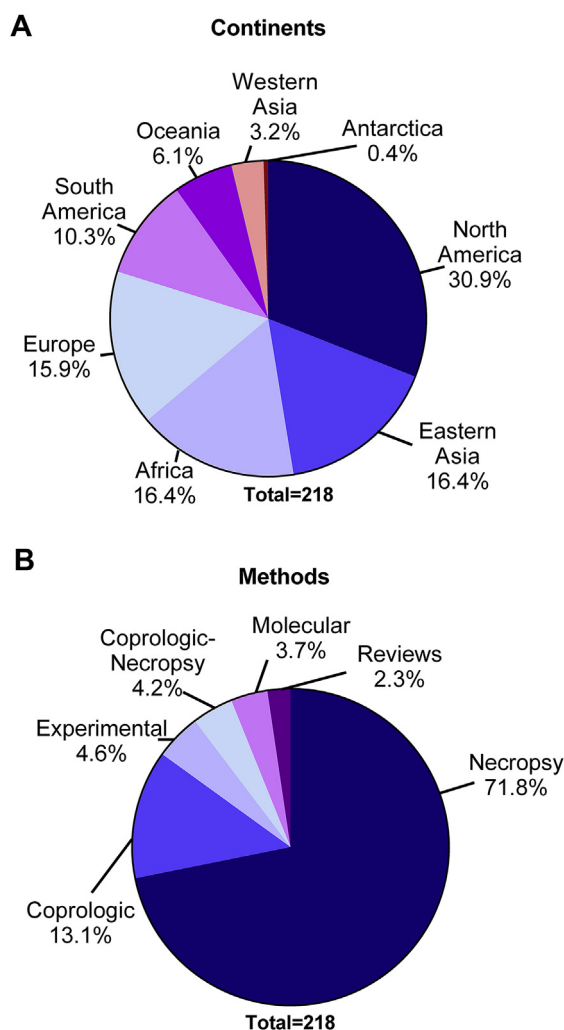 A
Continents
Western
Asia
3.2%
Antarctica
0.4%
Oceania
6.1%
South
America
10.3%
North
America
30.9%
Europe
15.9%
Eastern
Asia
16.4%
Africa
16.4%
Total=218
B
Methods
Molecular
3.7%
Coprologic-
Necropsy
4.2%
Reviews
2.3%
Experimental
4.6%
Necropsy
71.8%
Coprologic
13.1%
Total=218